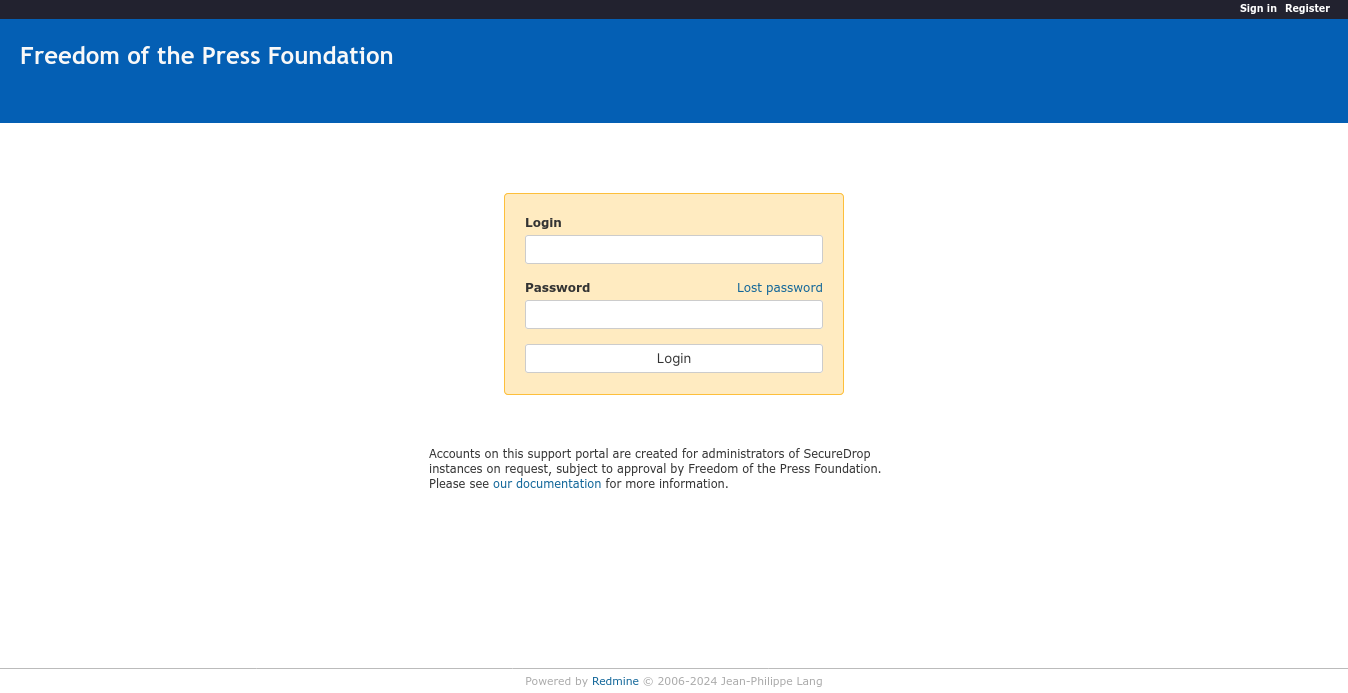 Sign in Register
Freedom of the Press Foundation
Login
Password Lost password
Login
Accounts on this support portal are created for administrators of SecureDrop
instances on request, subject to approval by Freedom of the Press Foundation.
Please see our documentation for more information.
Powered by Redmine © 2006-2024 Jean-Philippe Lang